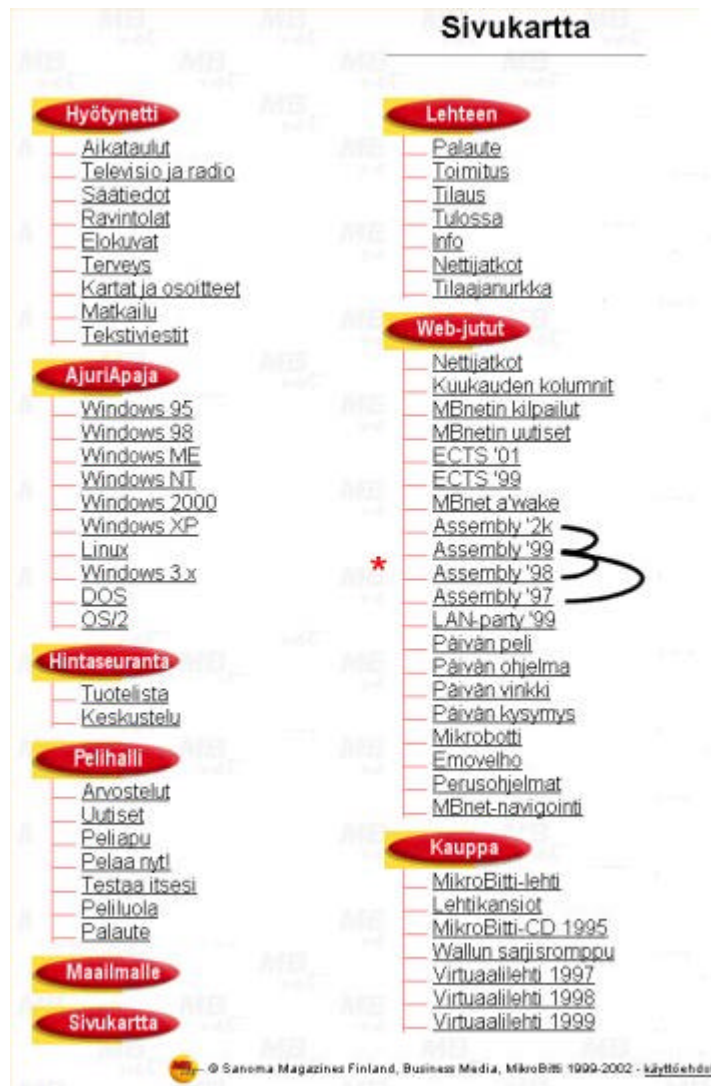 Sivukartta
Hyötynetti
Aikataulut
Televisio ja radio
Säätiedot
Ravintolat
Elokuvat
Terveys
Kartat ja osoitteet
Matkailu
Tekstiviestit
AjuriApaja
Windows 95
Windows 98
Windows ME
Windows NT
Windows 2000
Windows XP
Linux
Windows 3.x
DOS
OS/2
Hintaseuranta
Tuotelista
Keskustelu
Pelihalli
Arvostelut
Uutiset
Peliapu
Pelaa nyt!
Testaa itsesi
Peliluola
Palaute
Maailmalle
Sivukartta
Lehteen
Palaute
Toimitus
Tilaus
Tulossa
Info
Nettijatkot
Tilaajanurkka
Web-jutut
Nettijatkot
Kuukauden kolumnit
MBnetin kilpailut
MBnetin uutiset
ECTS '01
ECTS '99
MBnet a'wake
Assembly '2k
Assembly '99
*
Assembly '98
Assembly '97
LAN-party '99
Päivän peli
Päivän ohjelma
Päivän vinkki
Päivän kysymys
Mikrobotti
Emovelho
Perusohjelmat
MBnet-navigointi
Kauppa
MikroBitti-lehti
Lehtikansiot
MikroBitti-CD 1995
Wallun sarjisromppu
Virtuaalilehti 1997
Virtuaalilehti 1998
Virtuaalilehti 1999
© Sanoma Magazines Finland, Business Media, MikroBitti 1999-2002 - käyttöehdot